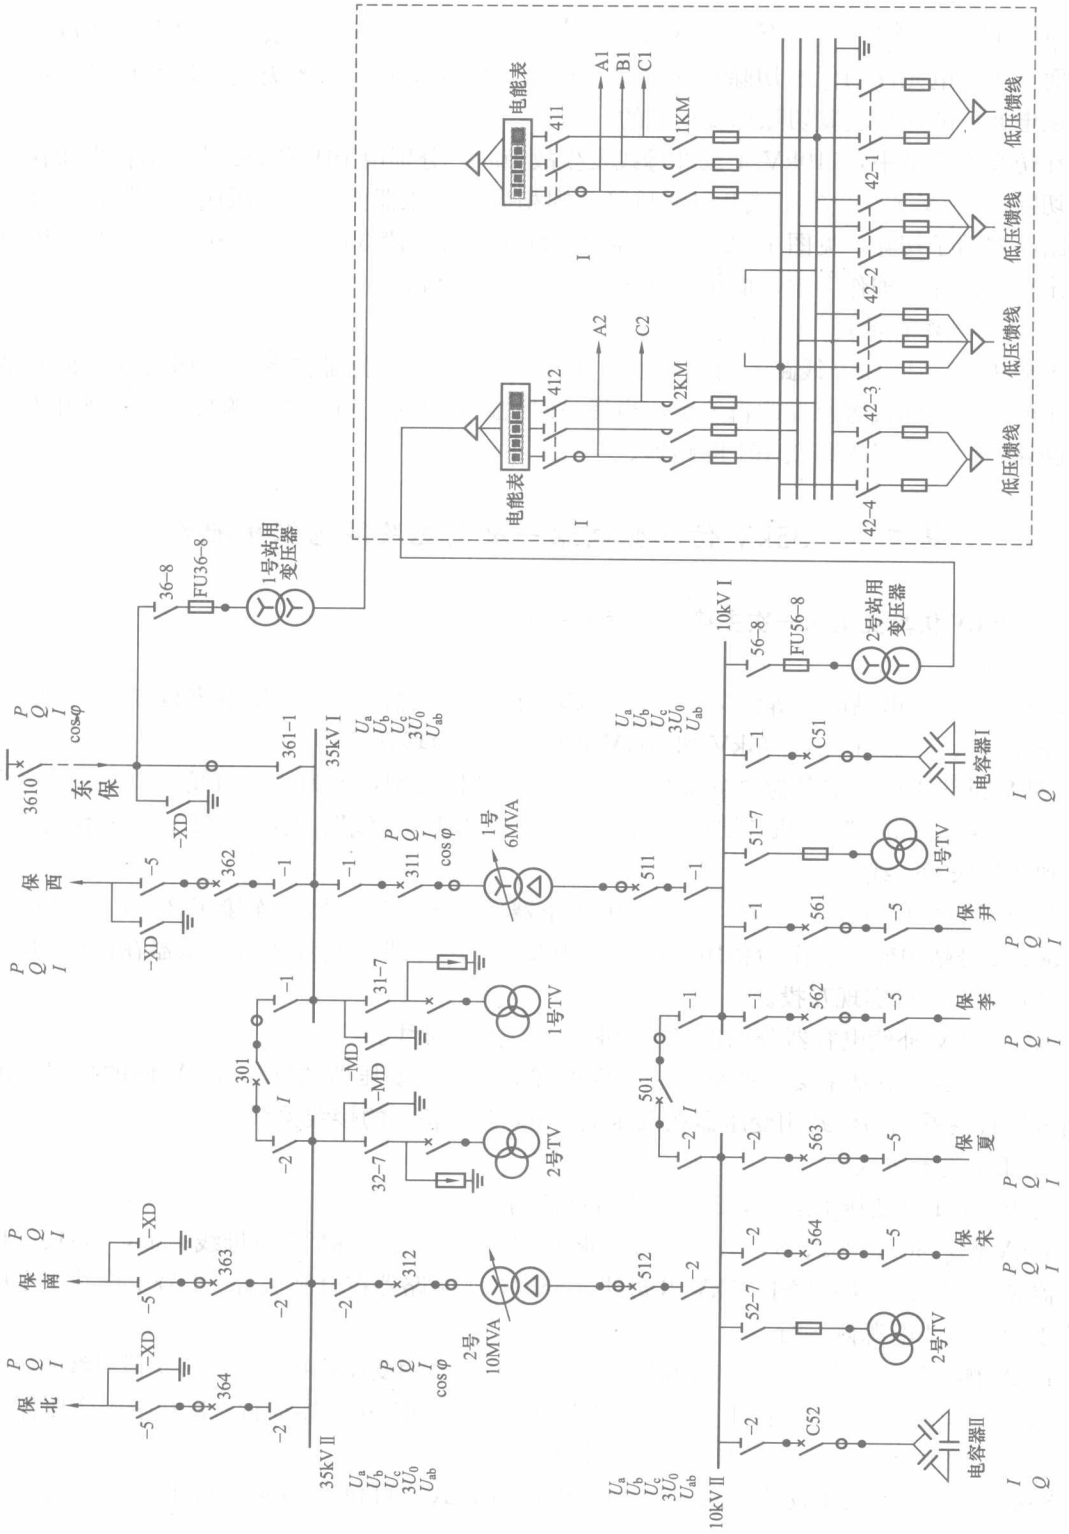 3610
P
Q
I
cosφ
东保
-XD
361-1
36-8
FU36-8
1号站用变压器
P
Q
I
保西
-XD
-5
362
-1
P
Q
I
保南
-XD
-5
363
-2
P
Q
I
保北
-XD
-5
364
-2
35kV Ⅰ
Ua
Ub
Uc
3U0
Uab
35kV Ⅱ
Ua
Ub
Uc
3U0
Uab
301
I
-1
-2
31-7
-MD
1号TV
32-7
-MD
2号TV
-1
311
P
Q
I
cosφ
1号
6MVA
511
-1
-2
312
P
Q
I
cosφ
2号
10MVA
512
-2
10kV Ⅰ
Ua
Ub
Uc
3U0
Uab
10kV Ⅱ
Ua
Ub
Uc
3U0
Uab
501
I
-1
-2
56-8
FU56-8
2号站用变压器
-1
C51
电容器Ⅰ
I
Q
51-7
1号TV
-1
561
-5
保尹
P
Q
I
-1
562
-5
保李
P
Q
I
-2
563
-5
保夏
P
Q
I
-2
564
-5
保宋
P
Q
I
52-7
2号TV
-2
C52
电容器Ⅱ
I
Q
电能表
411
A1
B1
C1
1KM
I
电能表
412
A2
C2
2KM
I
42-1
低压馈线
42-2
低压馈线
42-3
低压馈线
42-4
低压馈线